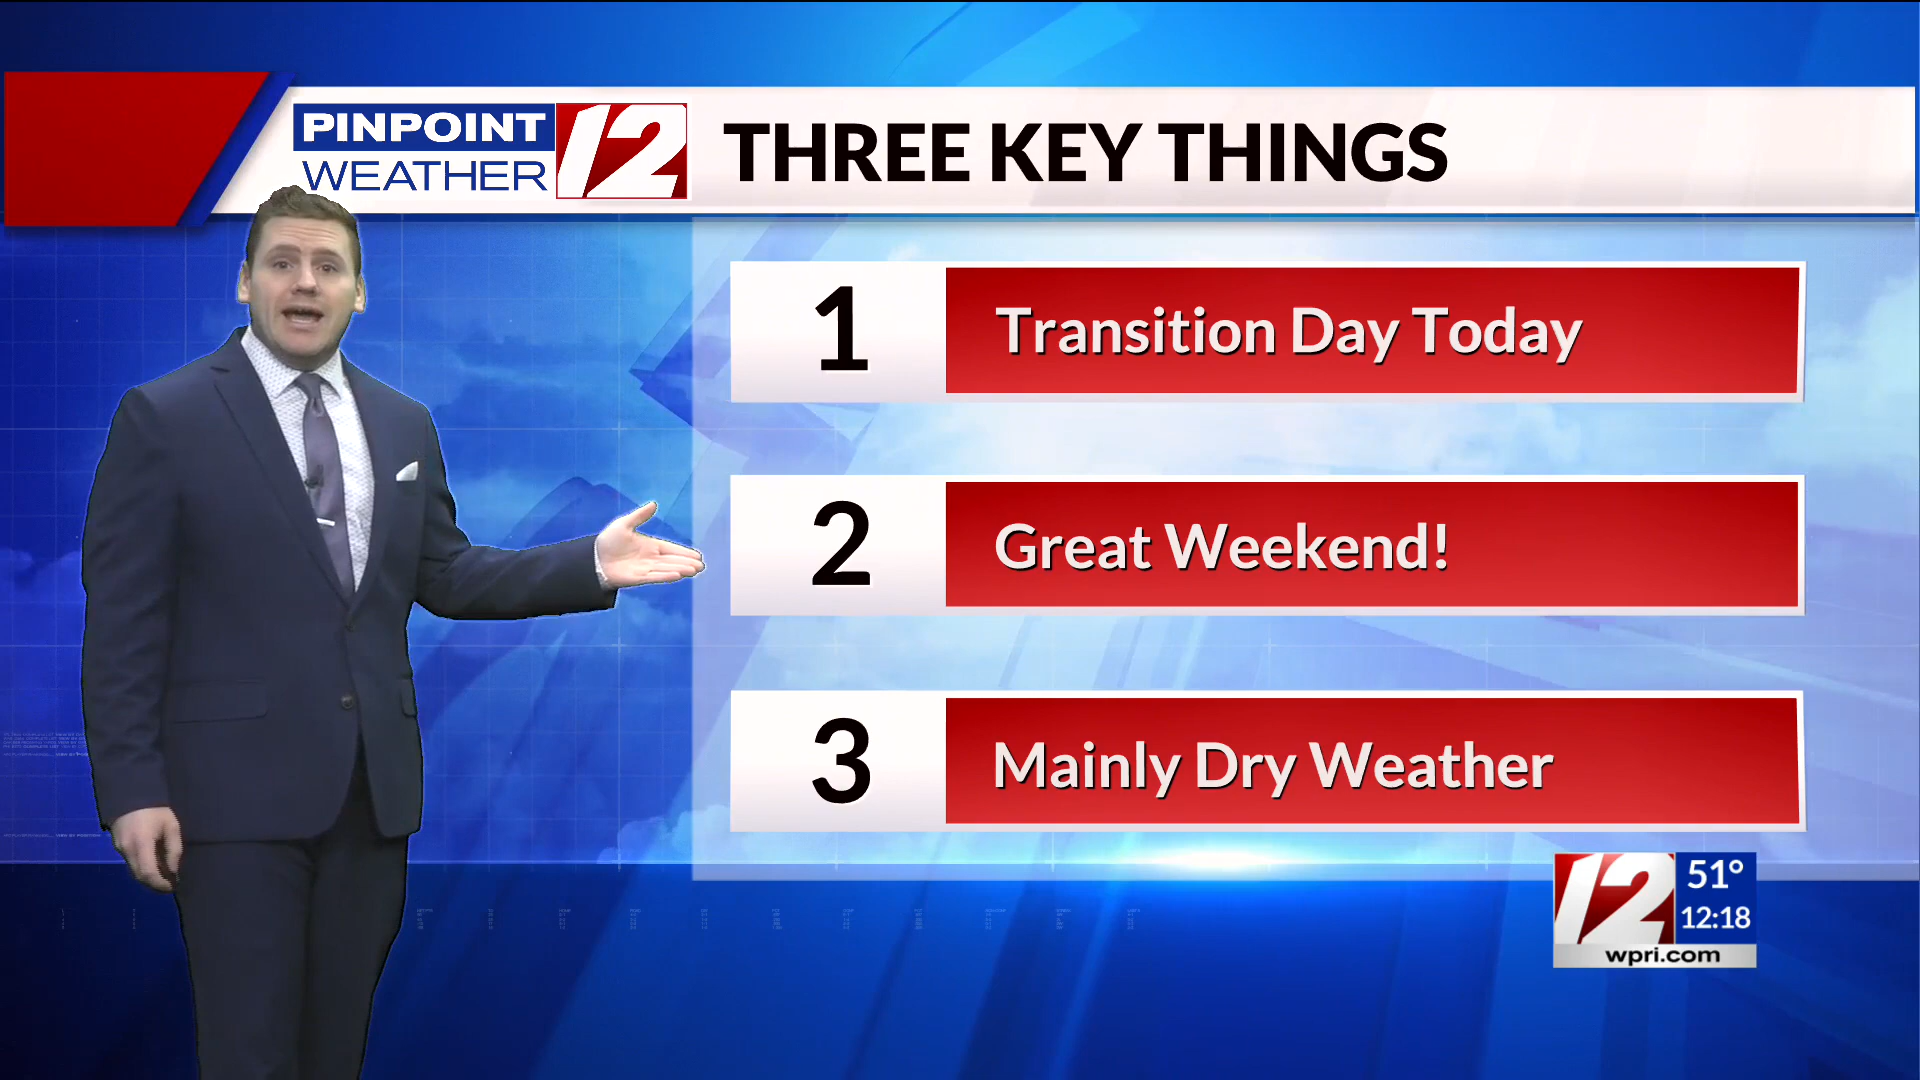 PINPOINT
WEATHER
12
THREE KEY THINGS
1
Transition Day Today
2
Great Weekend!
3
Mainly Dry Weather
12
51°
12:18
wpri.com